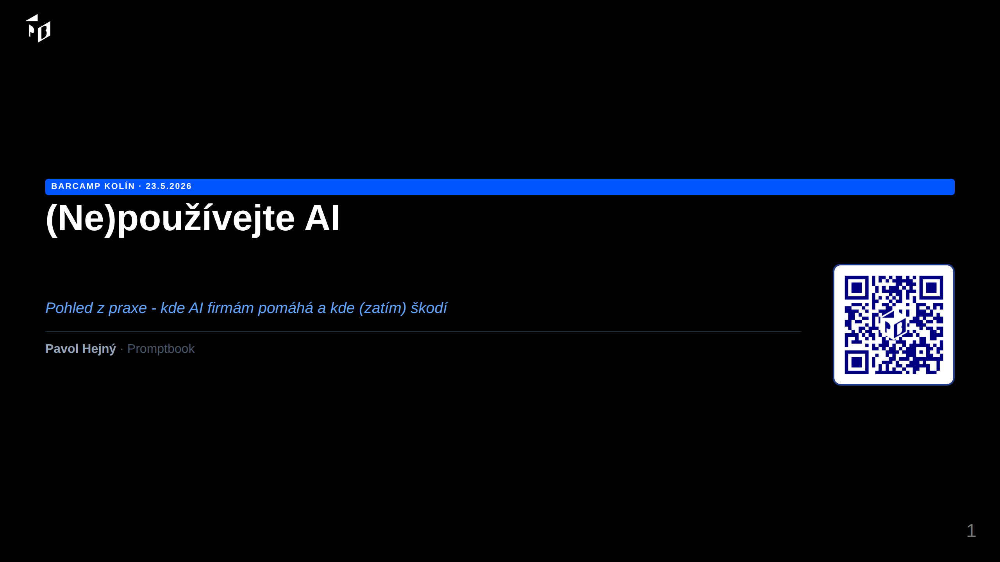 BARCAMP KOLÍN · 23.5.2026
(Ne)používejte AI
Pohled z praxe - kde AI firmám pomáhá a kde (zatím) škodí
Pavol Hejný · Promptbook
1